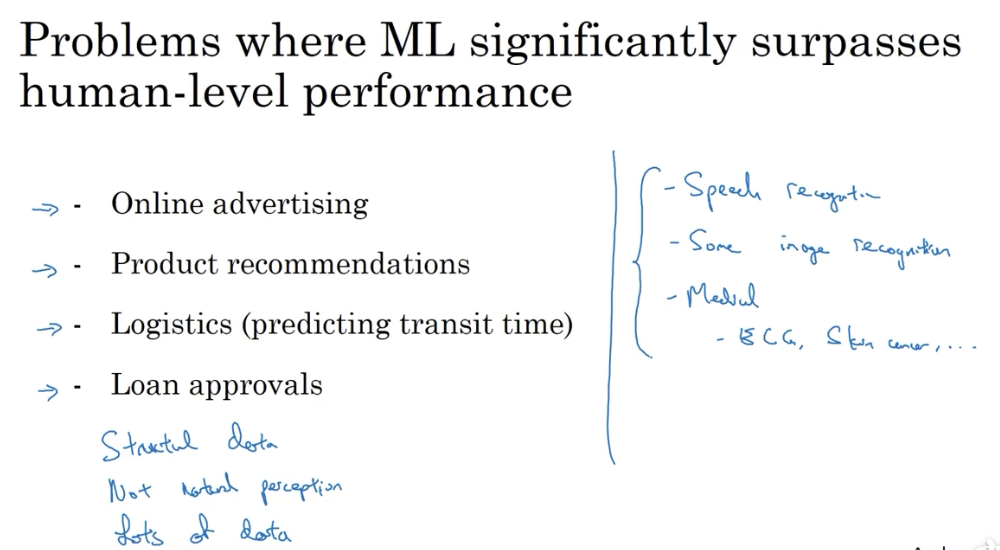 Problems where ML significantly surpasses
human-level performance
- Online advertising
- Product recommendations
- Logistics (predicting transit time)
- Loan approvals
Structured data
Not natural perception
Lots of data
- Speech recognition
- Some image recognition
- Medical
- ECG, Skin cancer, ...